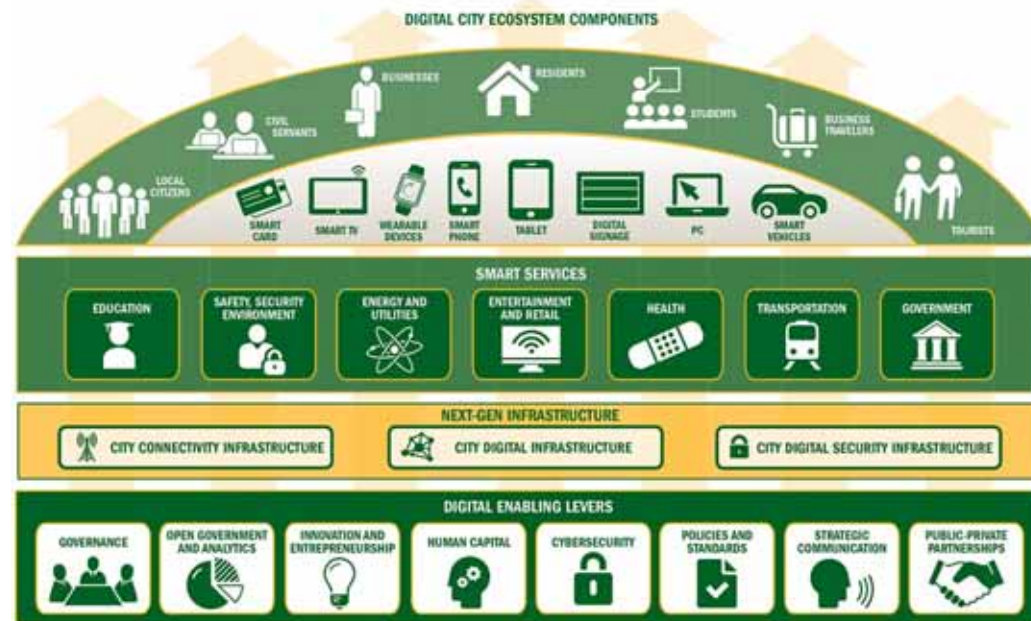 DIGITAL CITY ECOSYSTEM COMPONENTS
BUSINESSES
RESIDENTS
CIVIL
SERVANTS
STUDENTS
BUSINESS
TRAVELERS
LOCAL
CITIZENS
TOURISTS
SMART
CARD
SMART TV
WEARABLE
DEVICES
SMART
PHONE
TABLET
DIGITAL
SIGNAGE
PC
SMART
VEHICLES
SMART SERVICES
EDUCATION
SAFETY, SECURITY
ENVIRONMENT
ENERGY AND
UTILITIES
ENTERTAINMENT
AND RETAIL
HEALTH
TRANSPORTATION
GOVERNMENT
NEXT-GEN INFRASTRUCTURE
CITY CONNECTIVITY INFRASTRUCTURE
CITY DIGITAL INFRASTRUCTURE
CITY DIGITAL SECURITY INFRASTRUCTURE
DIGITAL ENABLING LEVERS
GOVERNANCE
OPEN GOVERNMENT
AND ANALYTICS
INNOVATION AND
ENTREPRENEURSHIP
HUMAN CAPITAL
CYBERSECURITY
POLICIES AND
STANDARDS
STRATEGIC
COMMUNICATION
PUBLIC-PRIVATE
PARTNERSHIPS